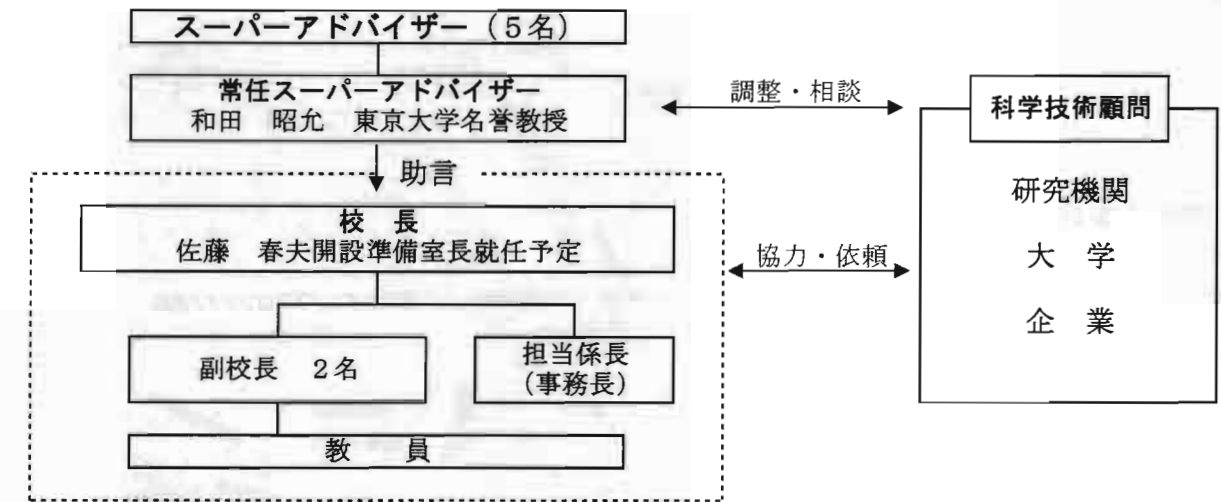 スーパーアドバイザー（５名）
常任スーパーアドバイザー
和田　昭允　東京大学名誉教授
調整・相談
助言
校　長
佐藤　春夫開設準備室長就任予定
協力・依頼
副校長　２名
担当係長
（事務長）
教　　員
科学技術顧問
研究機関
大　学
企　業